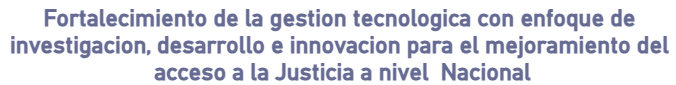 Fortalecimiento de la gestion tecnologica con enfoque de
investigacion, desarrollo e innovacion para el mejoramiento del
acceso a la Justicia a nivel  Nacional